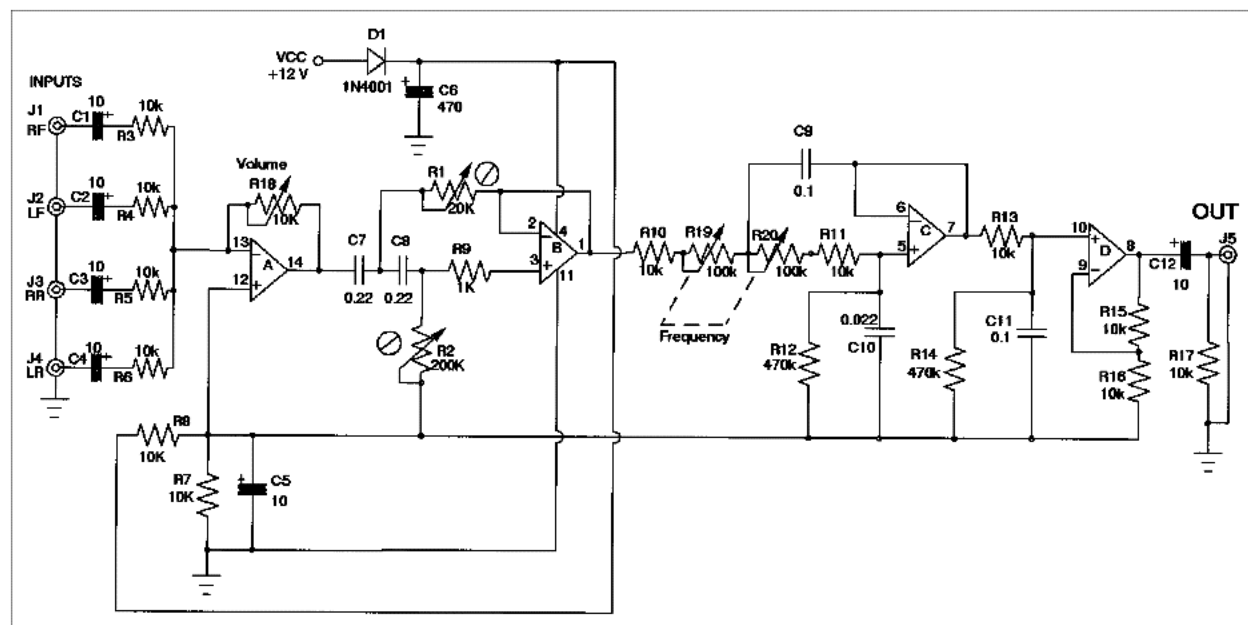 D1
VCC
+12 V
1N4001
+
C6
470
INPUTS
J1
RF
10
C1
+
10k
R3
J2
LF
10
C2
+
10k
R4
J3
RR
10
C3
+
10k
R5
J4
LR
10
C4
+
10k
R6
Volume
R18
10K
13
12
14
A
−
+
C7
0.22
C8
0.22
R1
20K
R9
1K
R2
200K
2
3
4
11
1
B
−
+
R10
10k
R19
100k
R20
100k
R11
10k
Frequency
C9
0.1
6
5
7
C
−
+
R12
470k
0.022
C10
R13
10k
R14
470k
C11
0.1
10
9
8
D
+
−
C12
+
10
R15
10k
R16
10k
R17
10k
OUT
J5
R8
10K
R7
10K
+
C5
10